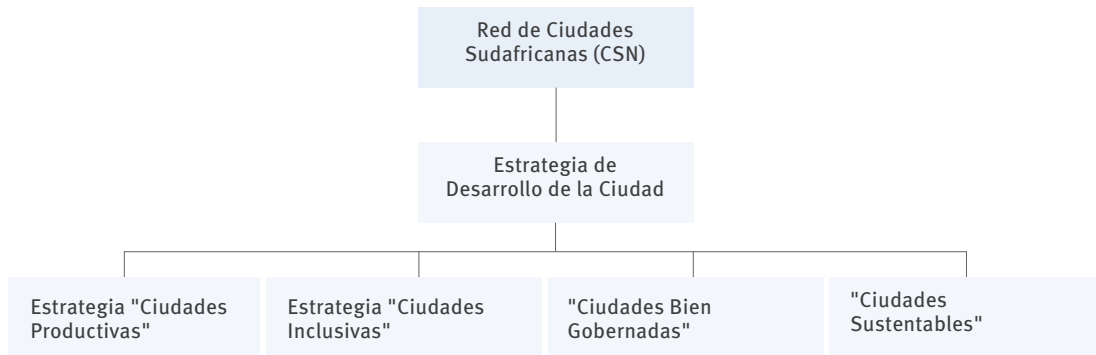 Red de Ciudades
Sudafricanas (CSN)
Estrategia de
Desarrollo de la Ciudad
Estrategia "Ciudades
Productivas"
Estrategia "Ciudades
Inclusivas"
"Ciudades Bien
Gobernadas"
"Ciudades
Sustentables"